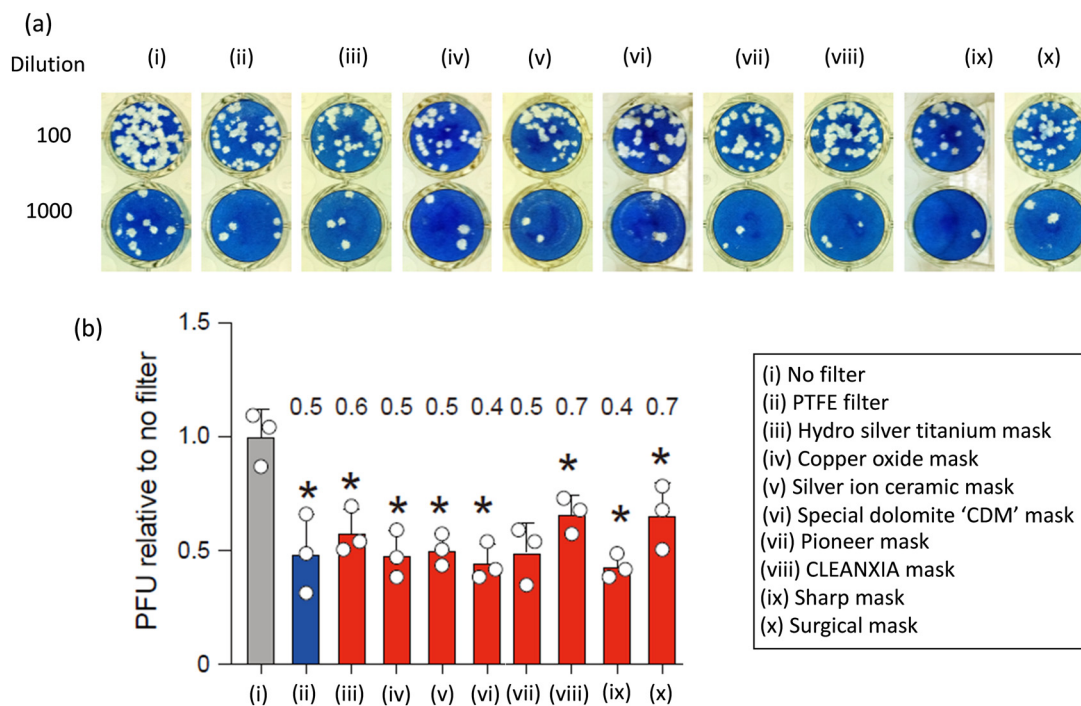 (a)
Dilution (i) (ii) (iii) (iv) (v) (vi) (vii) (viii) (ix) (x)
100
1000
(b)
PFU relative to no filter
1.5
1.0
0.5
0
0.5 0.6 0.5 0.5 0.4 0.5 0.7 0.4 0.7
* * * * * * * *
(i) (ii) (iii) (iv) (v) (vi) (vii) (viii) (ix) (x)
(i) No filter
(ii) PTFE filter
(iii) Hydro silver titanium mask
(iv) Copper oxide mask
(v) Silver ion ceramic mask
(vi) Special dolomite ‘CDM’ mask
(vii) Pioneer mask
(viii) CLEANXIA mask
(ix) Sharp mask
(x) Surgical mask